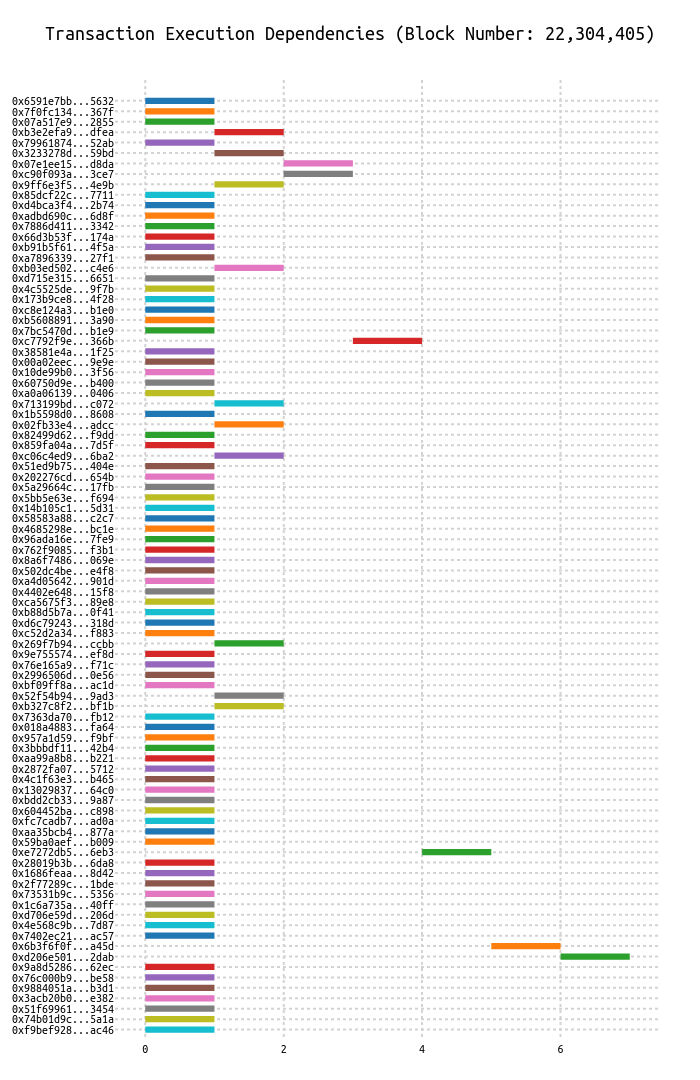 Transaction Execution Dependencies (Block Number: 22,304,405)
0x6591e7bb...5632
0x7f0fc134...367f
0x07a517e9...2855
0xb3e2efa9...dfea
0x79961874...52ab
0x3233278d...59bd
0x07e1ee15...d8da
0xc90f093a...3ce7
0x9ff6e3f5...4e9b
0x85dcf22c...7711
0xd4bca3f4...2b74
0xadbd690c...6d8f
0x7886d411...3342
0x66d3b53f...174a
0xb91b5f61...4f5a
0xa7896339...27f1
0xb03ed502...c4e6
0xd715e315...6651
0x4c5525de...9f7b
0x173b9ce8...4f28
0xc8e124a3...b1e0
0xb5608891...3a90
0x7bc5470d...b1e9
0xc7792f9e...366b
0x38581e4a...1f25
0x00a02eec...9e9e
0x10de99b0...3f56
0x60750d9e...b400
0xa0a06139...0406
0x713199bd...c072
0x1b5598d0...8608
0x02fb33e4...adcc
0x82499d62...f9dd
0x859fa04a...7d5f
0xc06c4ed9...6ba2
0x51ed9b75...404e
0x202276cd...654b
0x5a29664c...17fb
0x5bb5e63e...f694
0x14b105c1...5d31
0x58583a88...c2c7
0x4685298e...bc1e
0x96ada16e...7fe9
0x762f9085...f3b1
0x8a6f7486...069e
0x502dc4be...e4f8
0xa4d05642...901d
0x4402e648...15f8
0xca5675f3...89e8
0xb88d5b7a...0f41
0xd6c79243...318d
0xc52d2a34...f883
0x269f7b94...ccbb
0x9e755574...ef8d
0x76e165a9...f71c
0x2996506d...0e56
0xbf09ff8a...ac1d
0x52f54b94...9ad3
0xb327c8f2...bf1b
0x7363da70...fb12
0x018a4883...fa64
0x957a1d59...f9bf
0x3bbbdf11...42b4
0xaa99a8b8...b221
0x2872fa07...5712
0x4c1f63e3...b465
0x13029837...64c0
0xbdd2cb33...9a87
0x604452ba...c898
0xfc7cadb7...ad0a
0xaa35bcb4...877a
0x59ba0aef...b009
0xe7272db5...6eb3
0x28019b3b...6da8
0x1686feaa...8d42
0x2f77289c...1bde
0x73531b9c...5356
0x1c6a735a...40ff
0xd706e59d...206d
0x4e568c9b...7d87
0x7402ec21...ac57
0x6b3f6f0f...a45d
0xd206e501...2dab
0x9a8d5286...62ec
0x76c000b9...be58
0x9884051a...b3d1
0x3acb20b0...e382
0x51f69961...3454
0x74b01d9c...5a1a
0xf9bef928...ac46
0 2 4 6